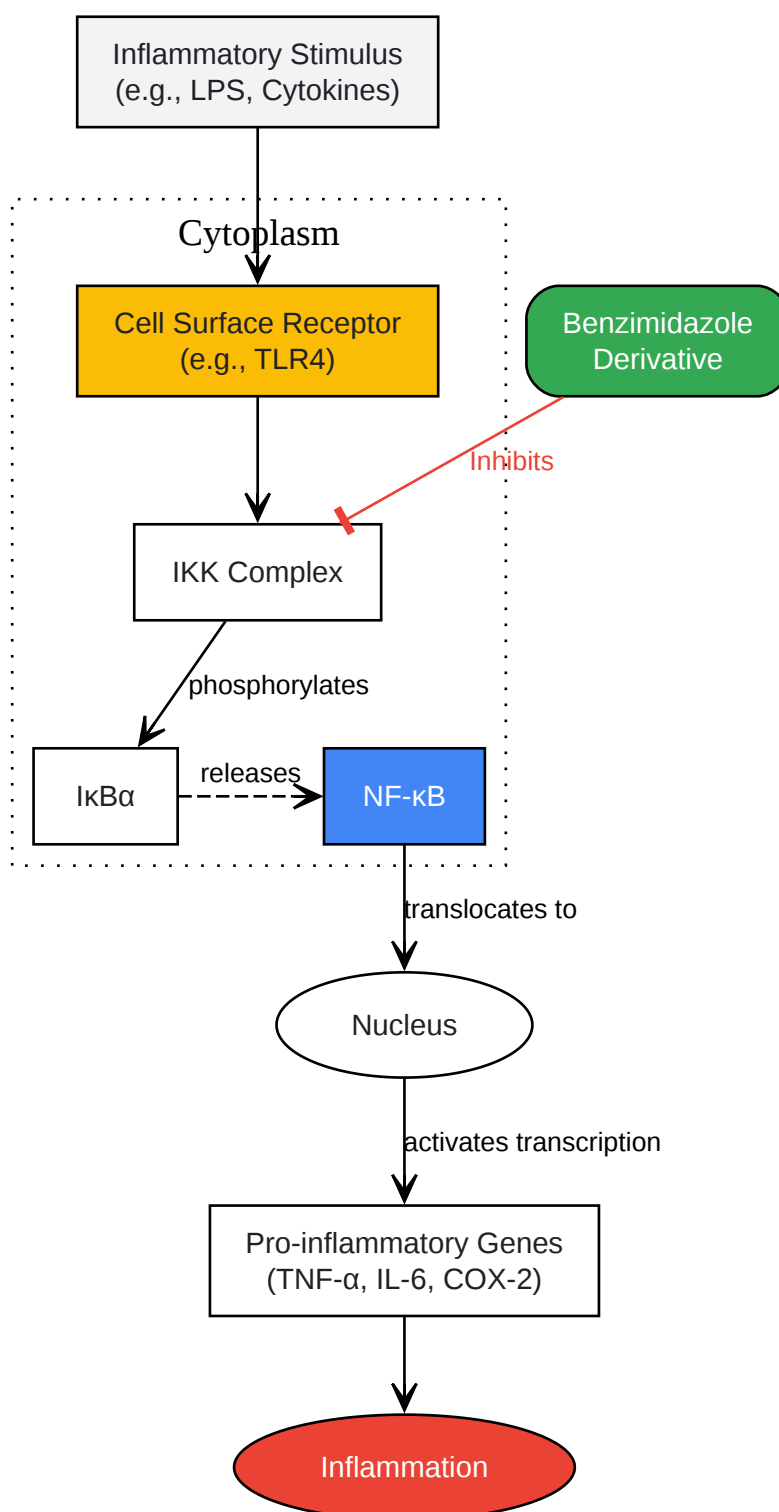 Inflammatory Stimulus
(e.g., LPS, Cytokines)
Cytoplasm
Cell Surface Receptor
(e.g., TLR4)
Benzimidazole
Derivative
Inhibits
IKK Complex
phosphorylates
IκBα
releases
NF-κB
translocates to
Nucleus
activates transcription
Pro-inflammatory Genes
(TNF-α, IL-6, COX-2)
Inflammation